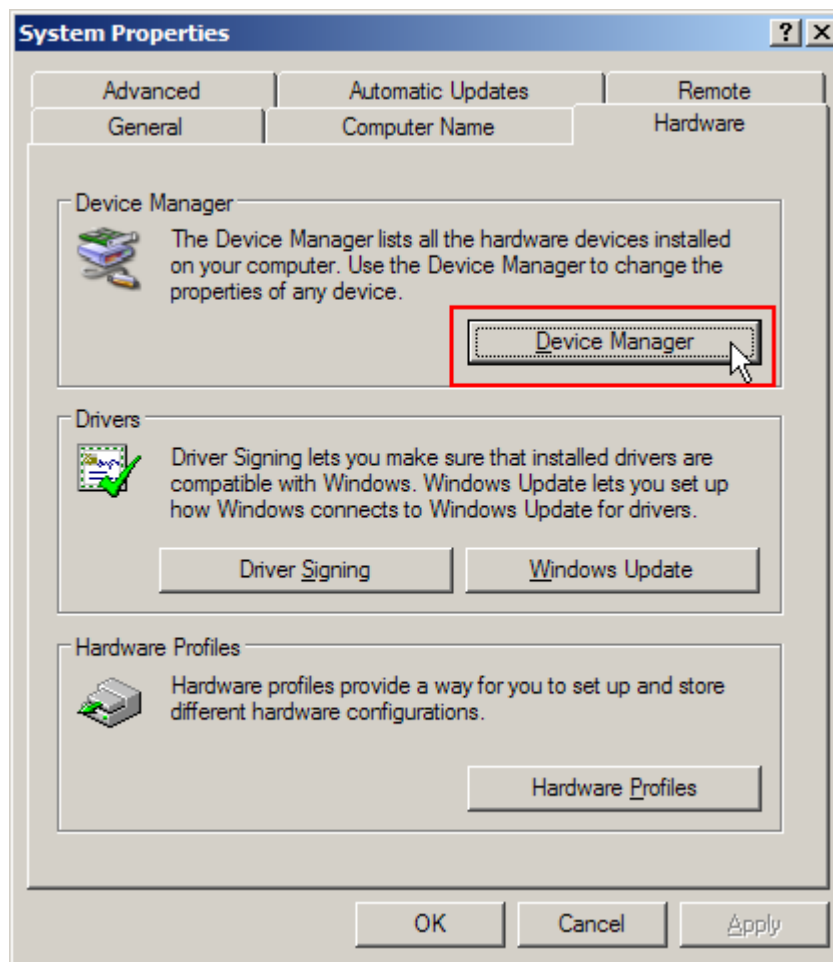 System Properties
Advanced Automatic Updates Remote
General Computer Name Hardware
Device Manager
The Device Manager lists all the hardware devices installed
on your computer. Use the Device Manager to change the
properties of any device.
Device Manager
Drivers
Driver Signing lets you make sure that installed drivers are
compatible with Windows. Windows Update lets you set up
how Windows connects to Windows Update for drivers.
Driver Signing Windows Update
Hardware Profiles
Hardware profiles provide a way for you to set up and store
different hardware configurations.
Hardware Profiles
OK Cancel Apply